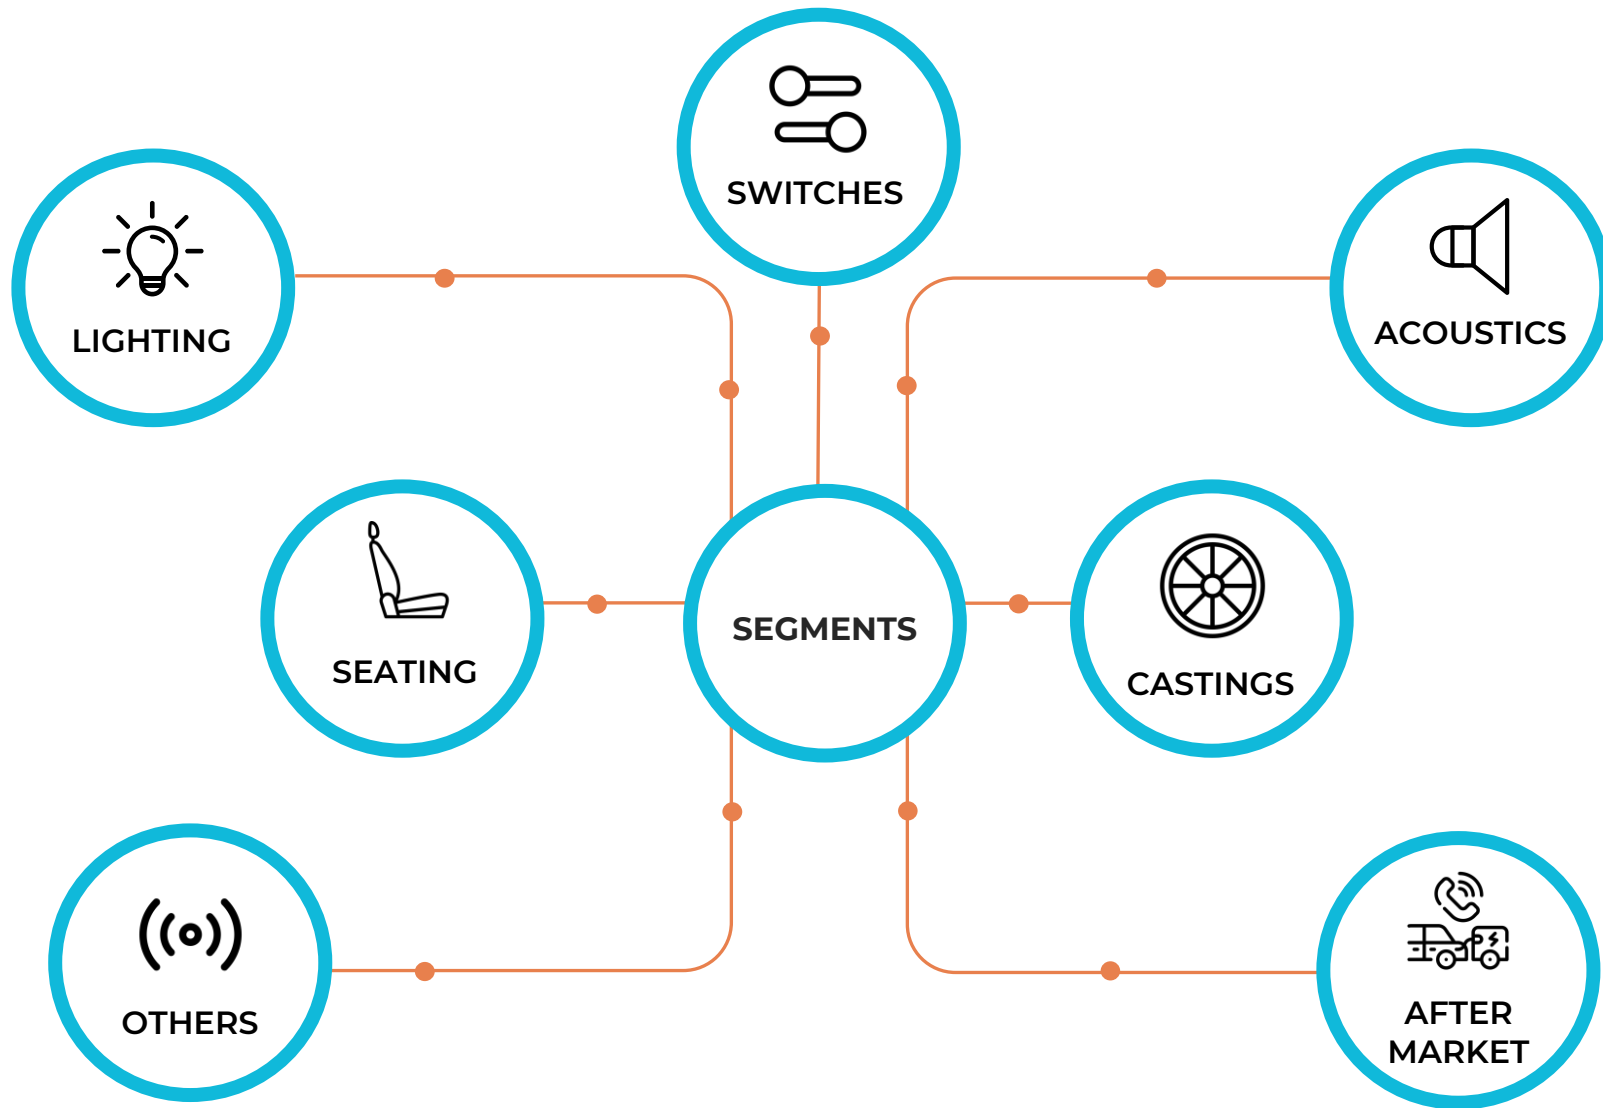 SWITCHES
LIGHTING
ACOUSTICS
SEATING
SEGMENTS
CASTINGS
OTHERS
AFTER
MARKET